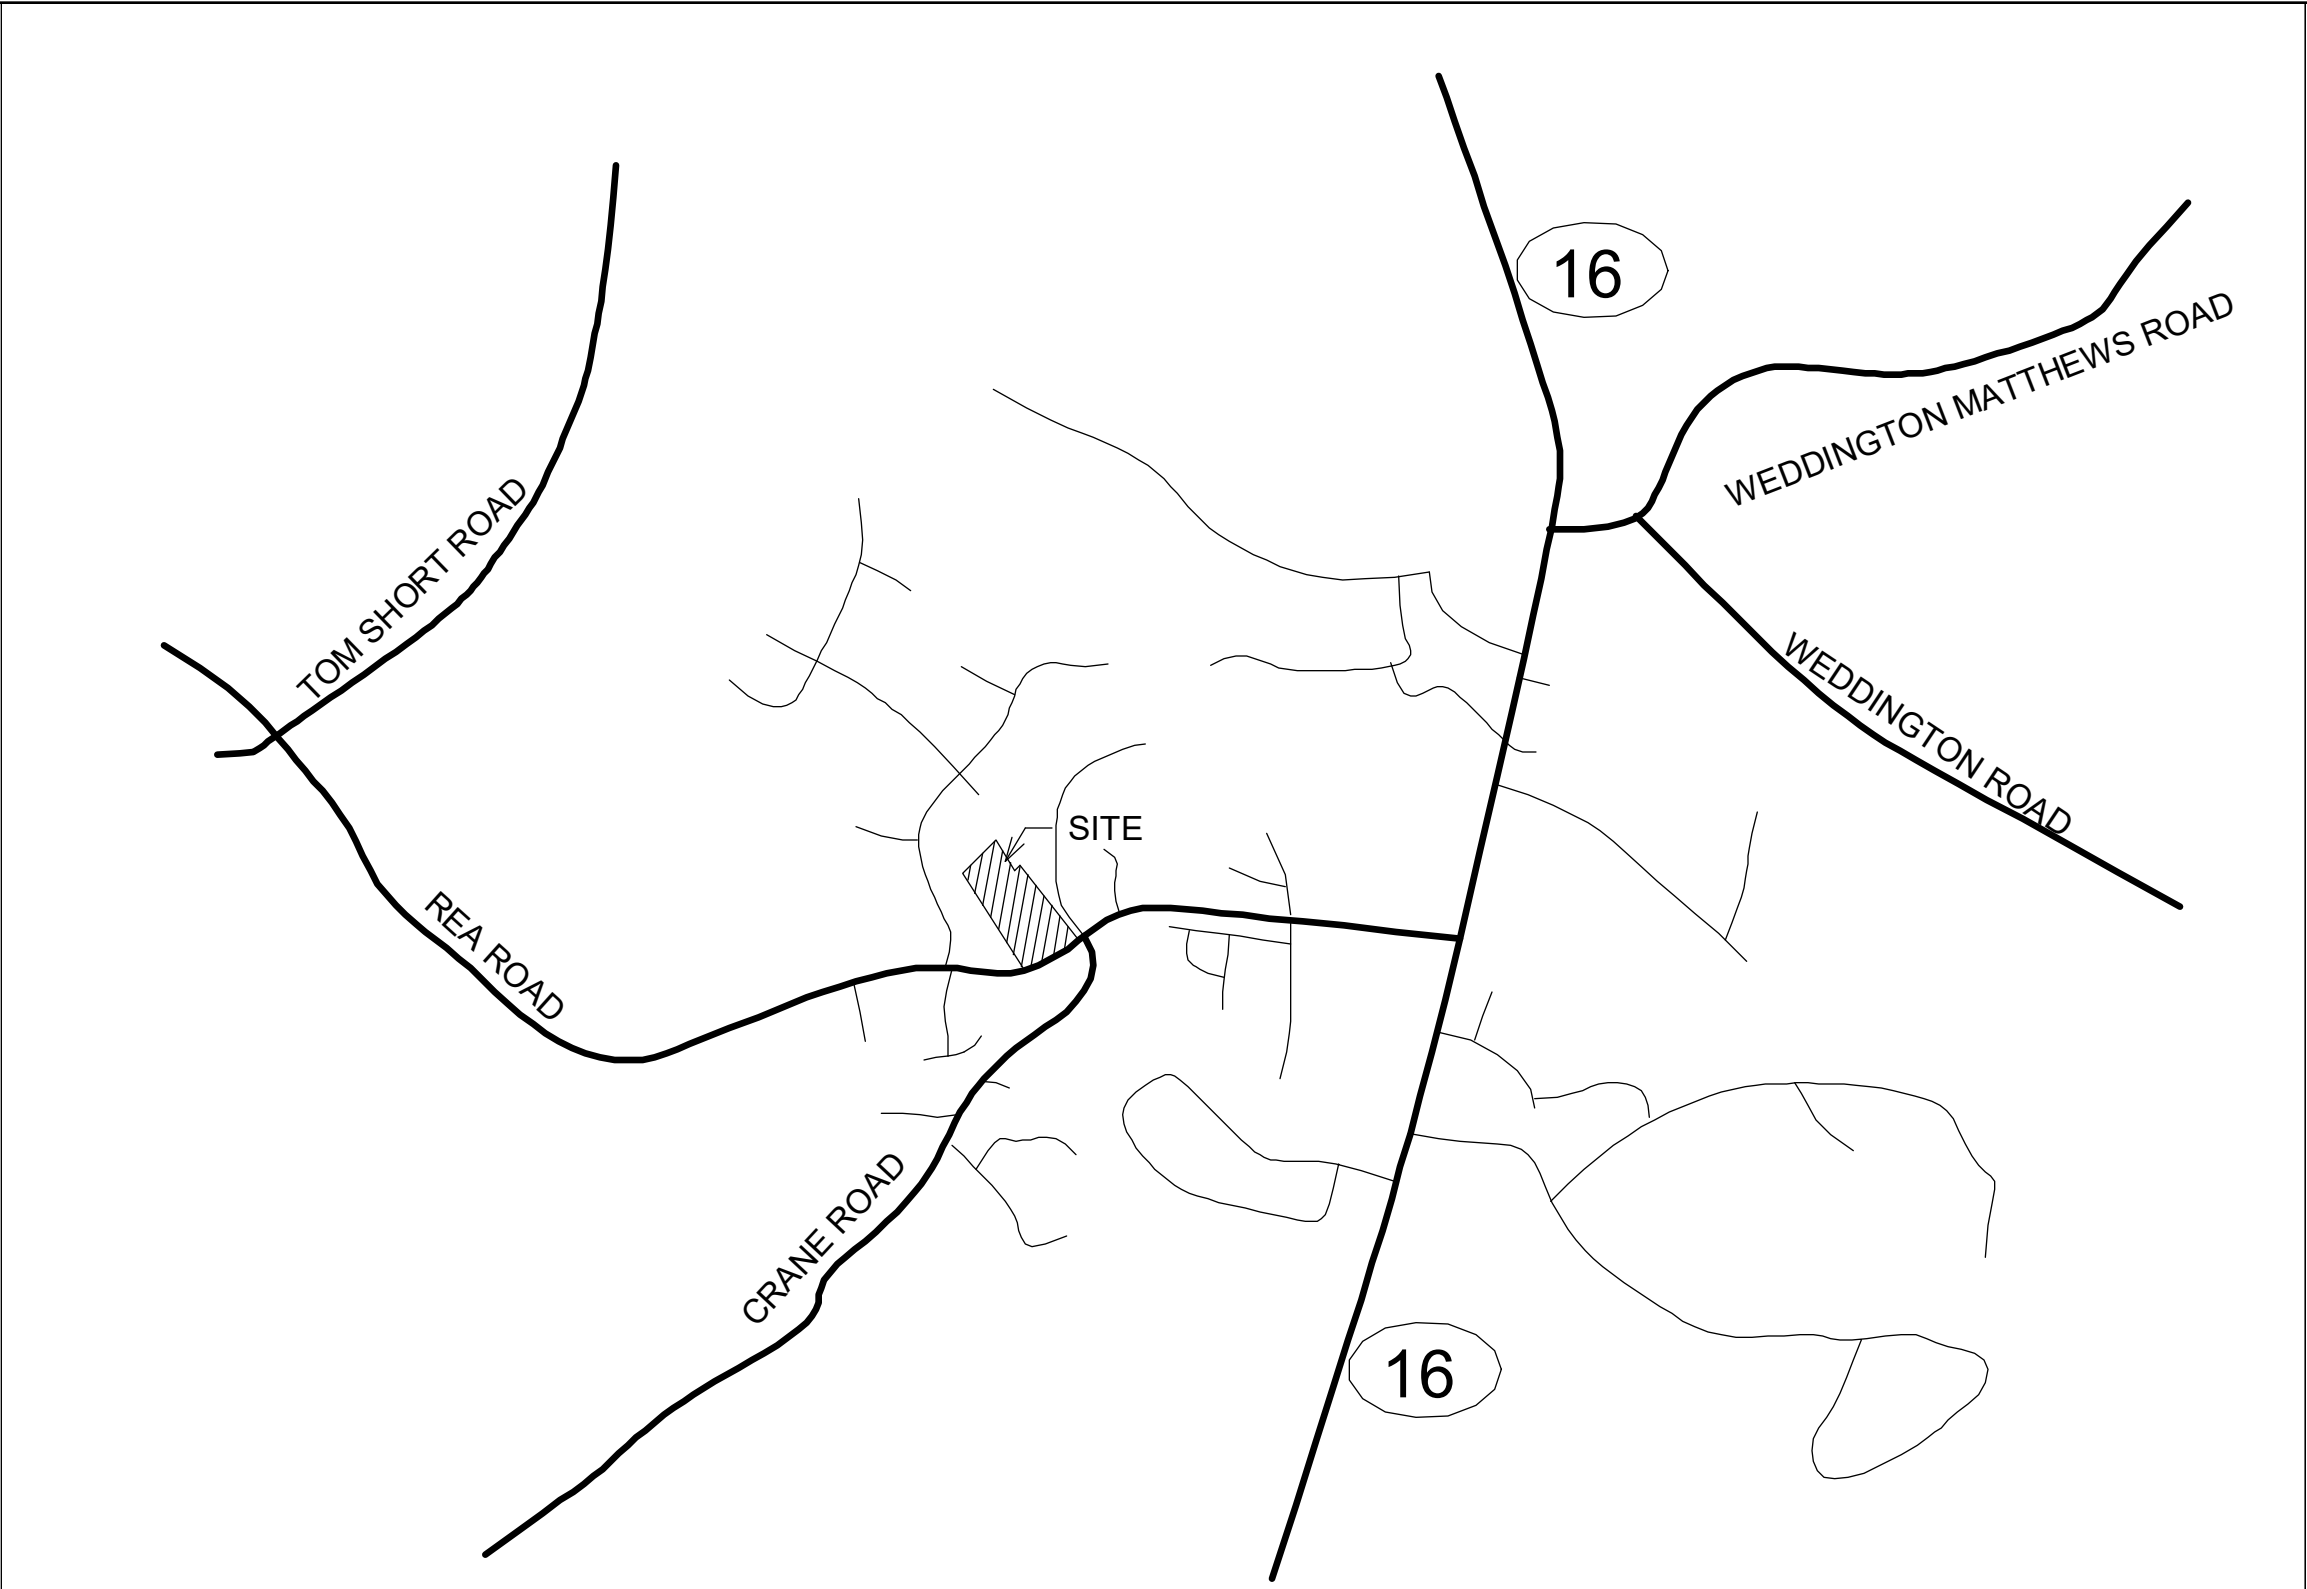 16
WEDDINGTON MATTHEWS ROAD
TOM SHORT ROAD
WEDDINGTON ROAD
SITE
REA ROAD
CRANE ROAD
16